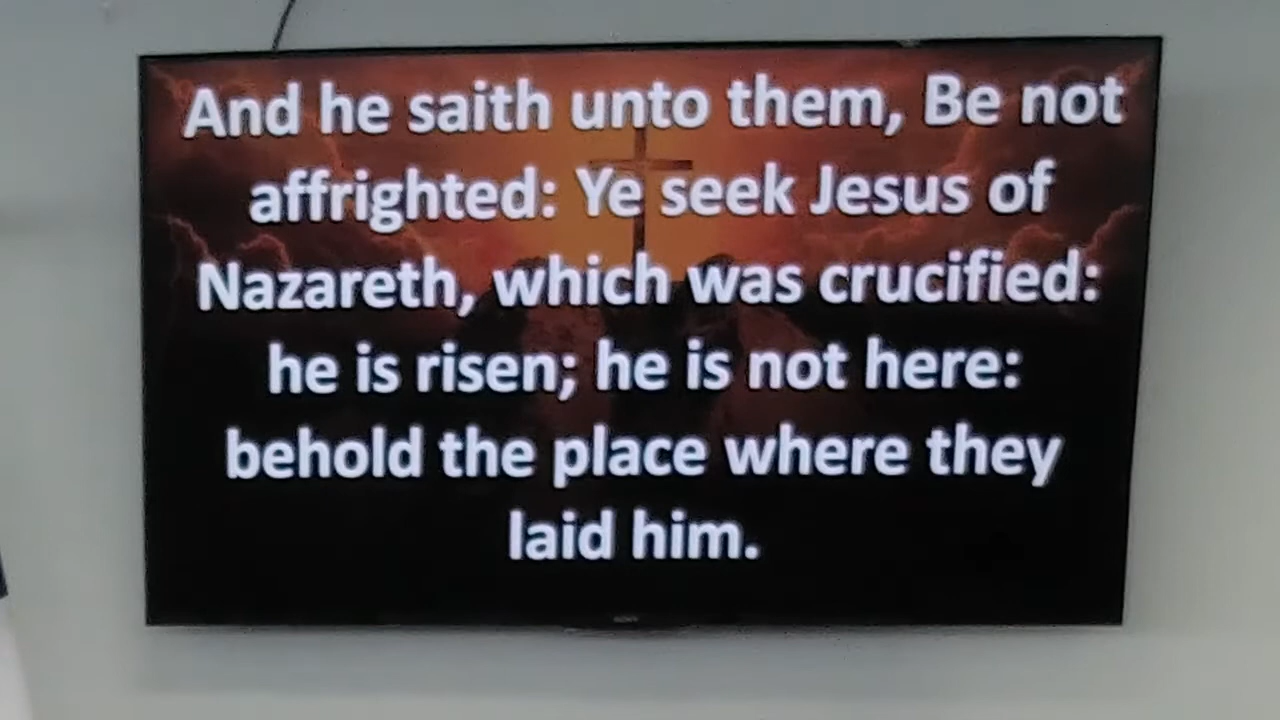 And he saith unto them, Be not
affrighted: Ye seek Jesus of
Nazareth, which was crucified:
he is risen; he is not here:
behold the place where they
laid him.
SONY